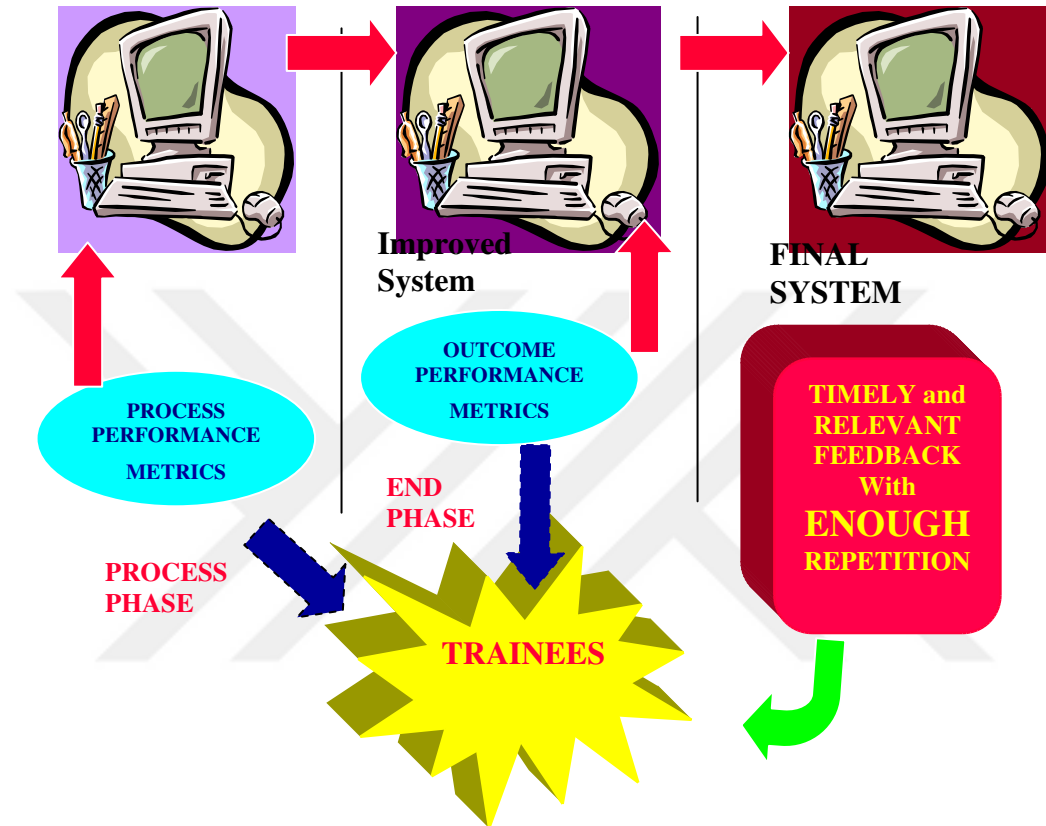 Improved
System
FINAL
SYSTEM
PROCESS
PERFORMANCE
METRICS
OUTCOME
PERFORMANCE
METRICS
TIMELY and
RELEVANT
FEEDBACK
With
ENOUGH
REPETITION
END
PHASE
PROCESS
PHASE
TRAINEES